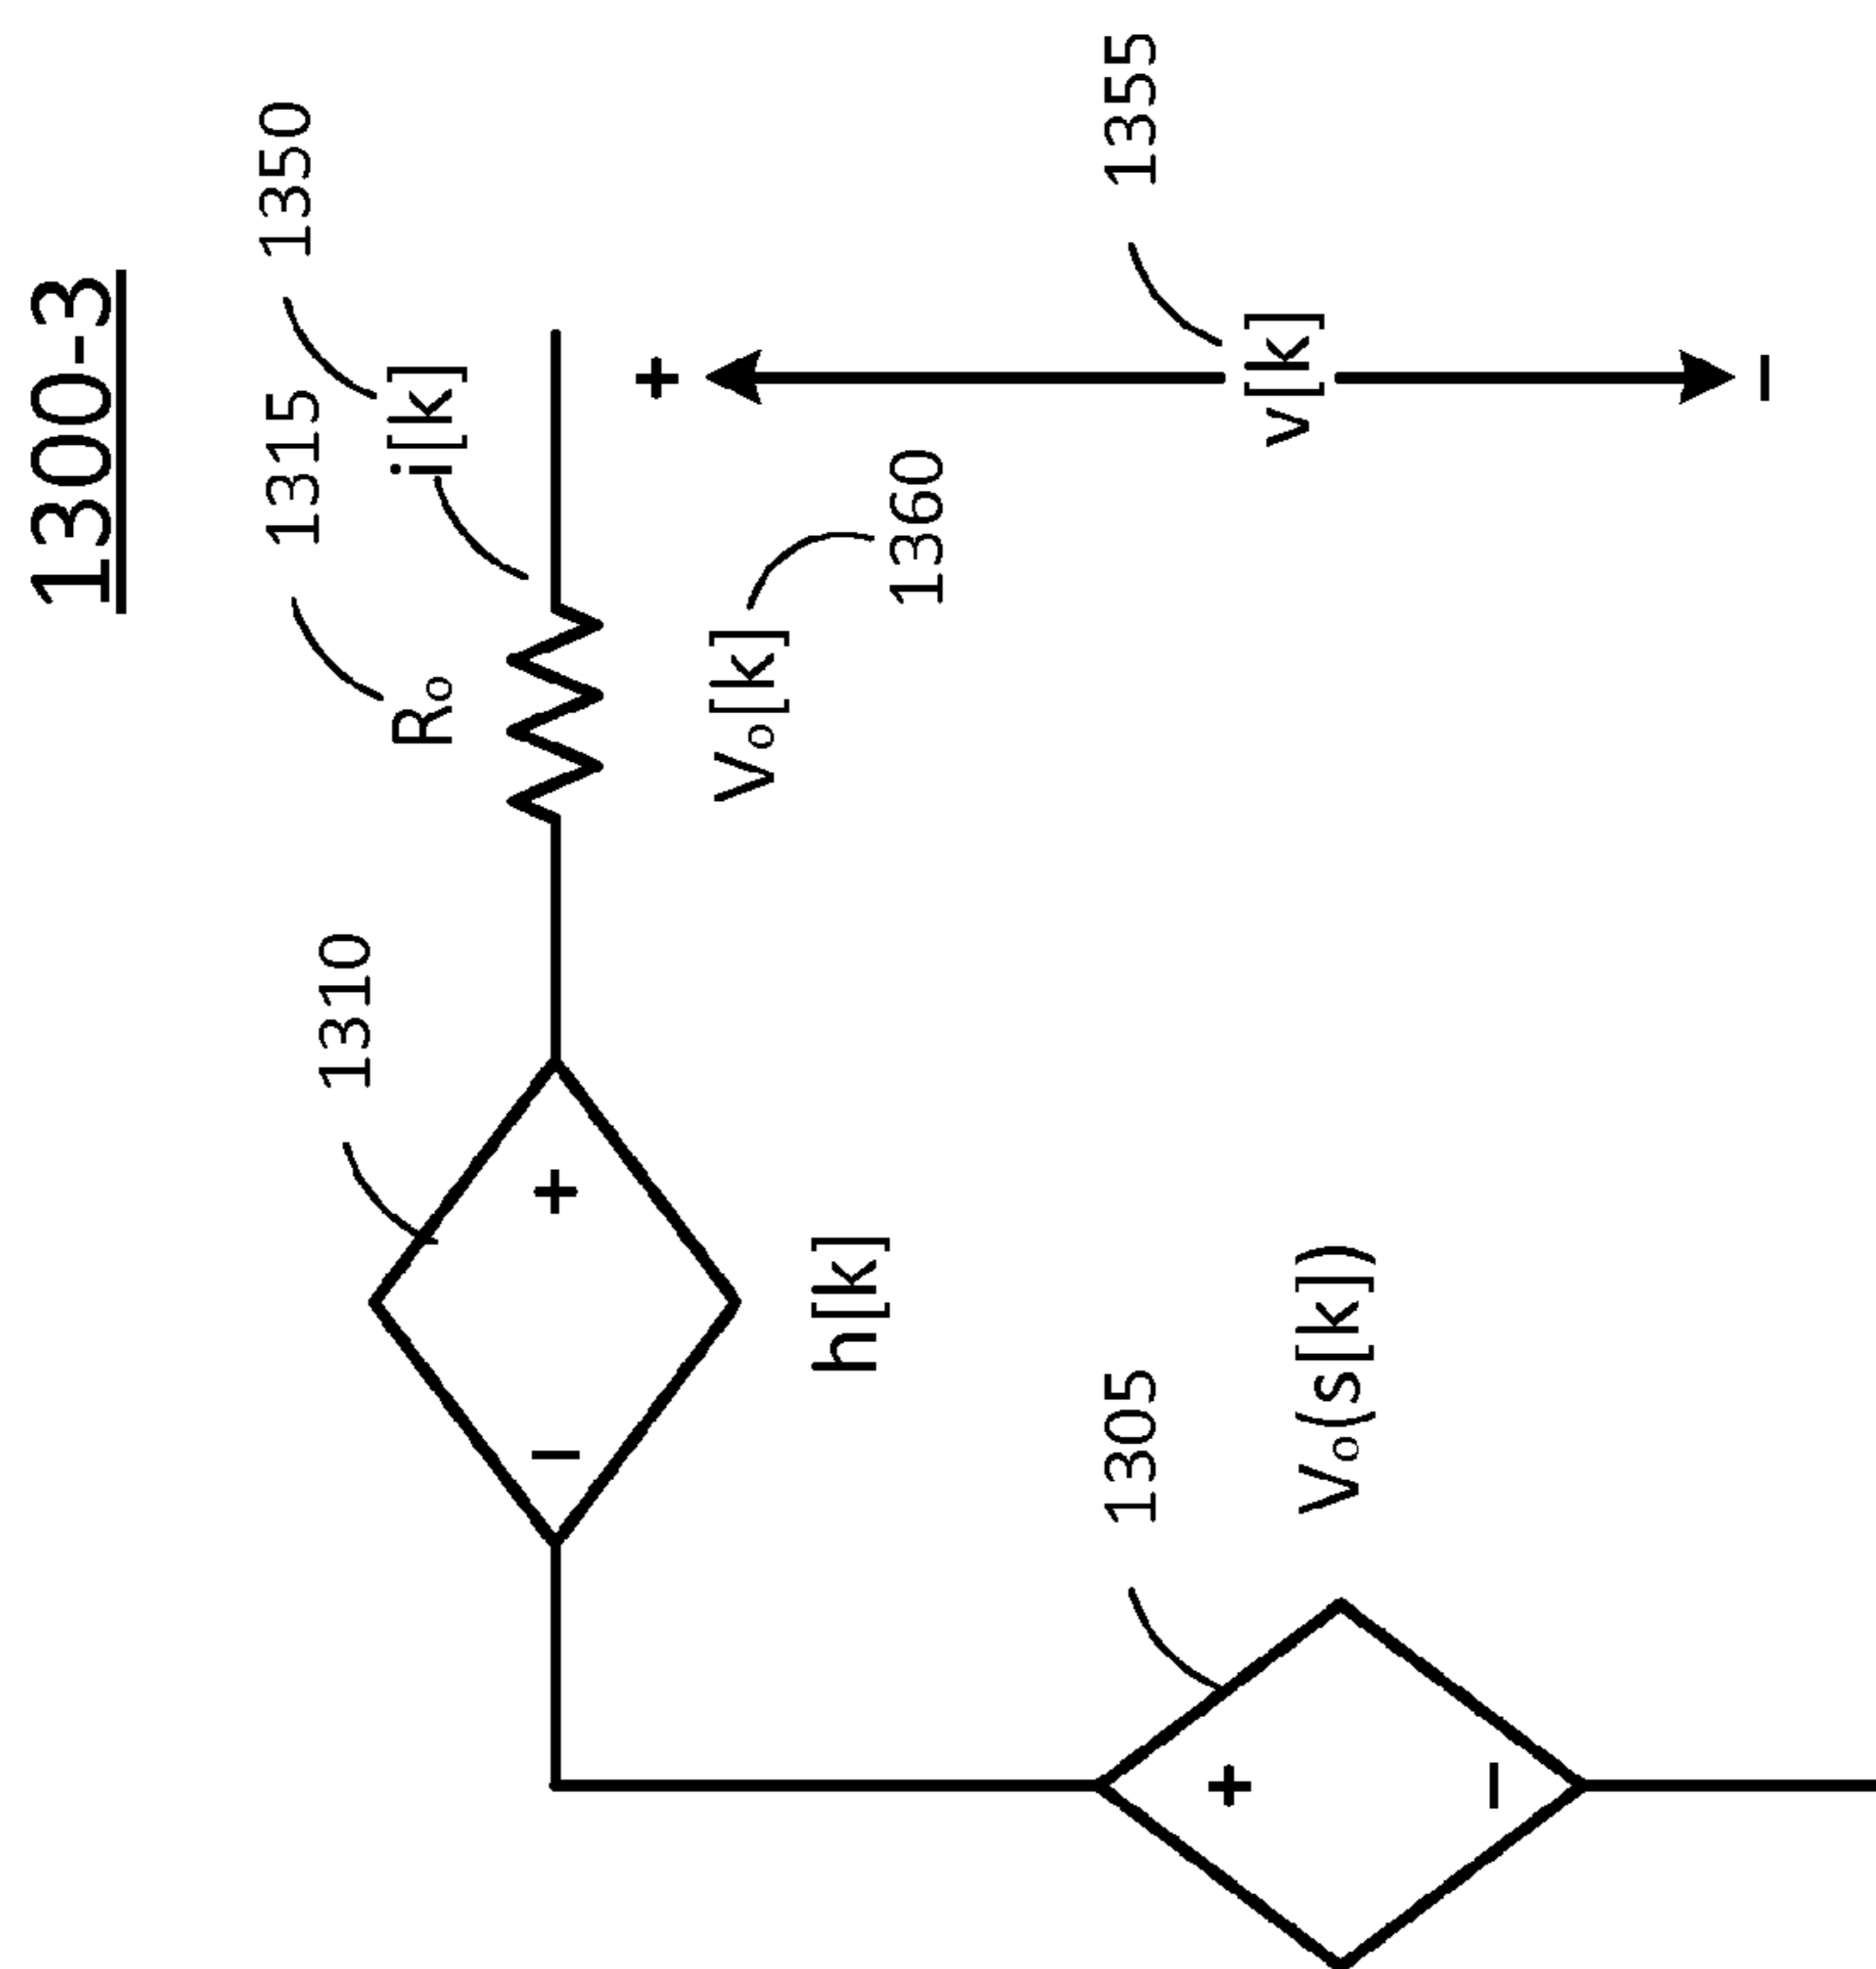 1300-3
1350
1315
i[k]
Rₒ
1310
+
Vₒ[k]
1360
1355
v[k]
−
+
−
h[k]
1305
Vₒ(s[k])
+
−